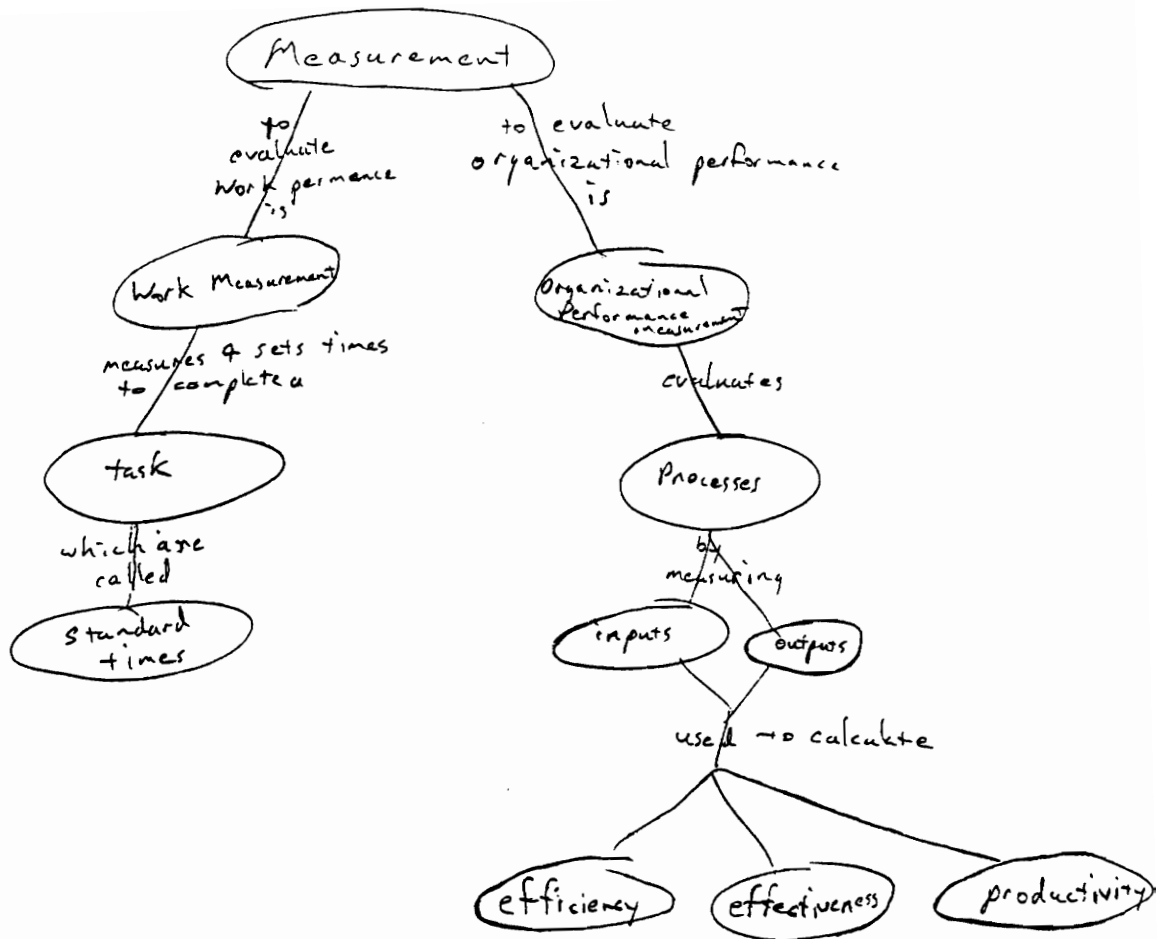 Measurement
to
evaluate
Work permance
is
to evaluate
organizational performance
is
Work Measurement
Organizational
Performance
measurement
measures & sets times
to complete a
evaluates
task
Processes
which are
called
by
measuring
Standard
times
inputs
outputs
used to calculate
efficiency
effectiveness
productivity